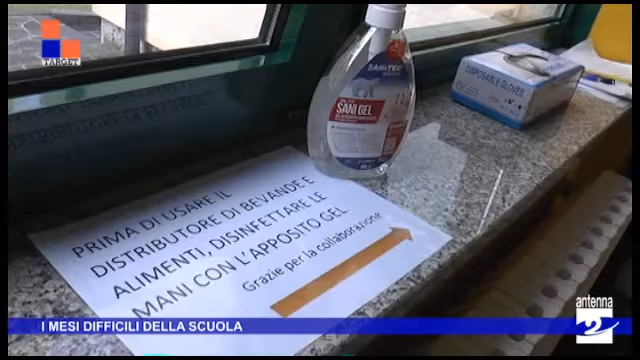 TARGET
SANITEC
SANI GEL
DISPOSABLE GLOVES
PRIMA DI USARE IL
DISTRIBUTORE DI BEVANDE E
ALIMENTI, DISINFETTARE LE
MANI CON L'APPOSITO GEL
Grazie per la collaborazione
I MESI DIFFICILI DELLA SCUOLA
antenna
2